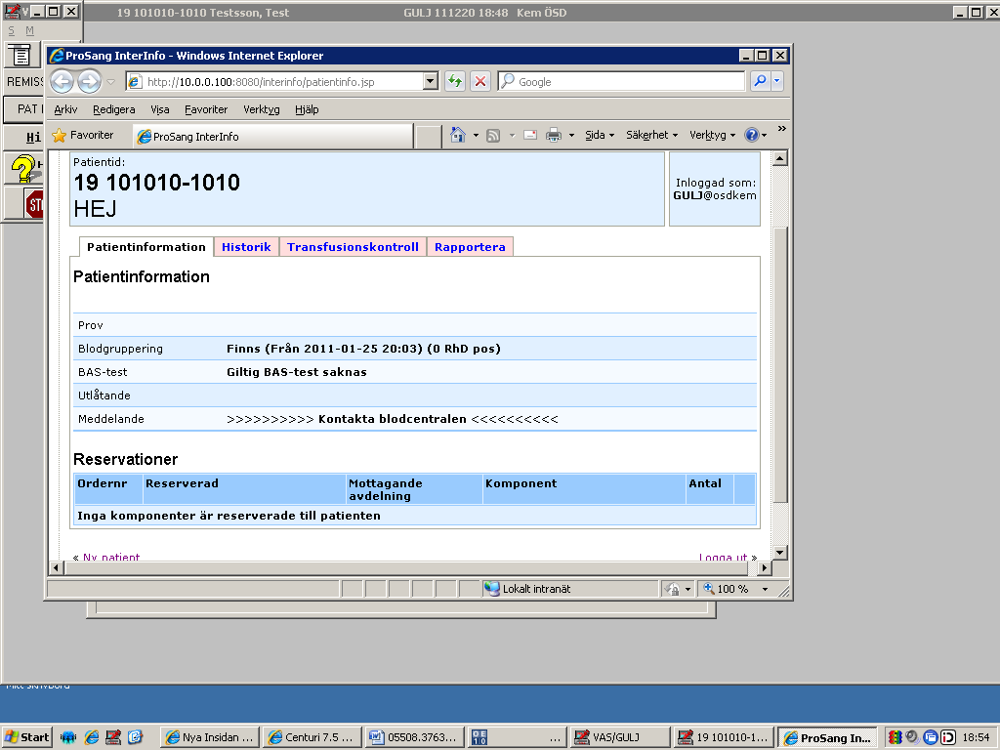 19 101010-1010 Testsson, Test GULJ 111220 18:48 Kem ÖSD
S M
ProSang InterInfo - Windows Internet Explorer
REMIS
http://10.0.0.100:8080/interinfo/patientinfo.jsp
Google
PAT
Arkiv Redigera Visa Favoriter Verktyg Hjälp
Hi
Favoriter ProSang InterInfo Sida Säkerhet Verktyg »
Patientid:
19 101010-1010
HEJ
Inloggad som:
GULJ@osdkem
Patientinformation Historik Transfusionskontroll Rapportera
Patientinformation
Prov
Blodgruppering Finns (Från 2011-01-25 20:03) (0 RhD pos)
BAS-test Giltig BAS-test saknas
Utlåtande
Meddelande >>>>>>>>>> Kontakta blodcentralen <<<<<<<<<<
Reservationer
Ordernr Reserverad Mottagande avdelning Komponent Antal
Inga komponenter är reserverade till patienten
« Ny patient Logga ut »
Lokalt intranät 100 %
Mitt Skrivbord
Start Nya Insidan ... Centuri 7.5 ... 05508.3763... ... VAS/GULJ 19 101010-1... ProSang In... 18:54